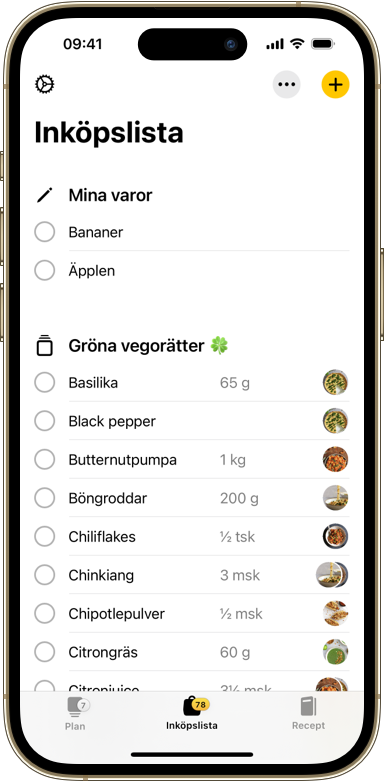 09:41
Inköpslista
Mina varor
Bananer
Äpplen
Gröna vegorätter 🍀
Basilika 65 g
Black pepper
Butternutpumpa 1 kg
Böngroddar 200 g
Chiliflakes ½ tsk
Chinkiang 3 msk
Chipotlepulver ½ msk
Citrongräs 60 g
Citronjuice 3½ msk
7 78
Plan Inköpslista Recept